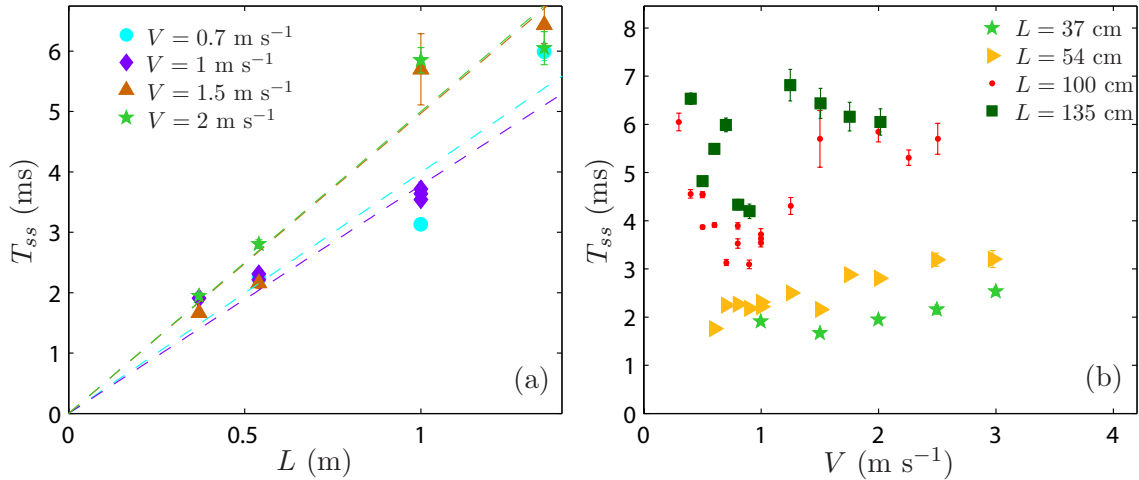 V = 0.7 m s⁻¹
V = 1 m s⁻¹
V = 1.5 m s⁻¹
V = 2 m s⁻¹
6
5
4
3
2
1
0
T_ss (ms)
0
0.5
1
L (m)
(a)
L = 37 cm
L = 54 cm
L = 100 cm
L = 135 cm
8
7
6
5
4
3
2
1
0
T_ss (ms)
0
1
2
3
4
V (m s⁻¹)
(b)